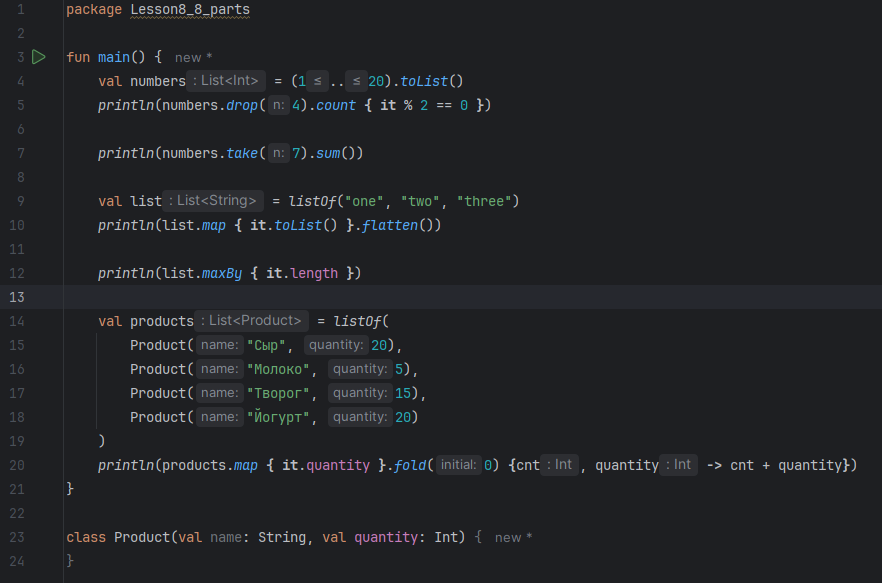 1 package Lesson8_8_parts
2
3 fun main() { new *
4 val numbers : List<Int> = (1 ≤ .. ≤ 20).toList()
5 println(numbers.drop( n: 4).count { it % 2 == 0 })
6
7 println(numbers.take( n: 7).sum())
8
9 val list : List<String> = listOf("one", "two", "three")
10 println(list.map { it.toList() }.flatten())
11
12 println(list.maxBy { it.length })
13
14 val products : List<Product> = listOf(
15 Product( name: "Сыр", quantity: 20),
16 Product( name: "Молоко", quantity: 5),
17 Product( name: "Творог", quantity: 15),
18 Product( name: "Йогурт", quantity: 20)
19 )
20 println(products.map { it.quantity }.fold( initial: 0) {cnt : Int , quantity : Int -> cnt + quantity})
21 }
22
23 class Product(val name: String, val quantity: Int) { new *
24 }